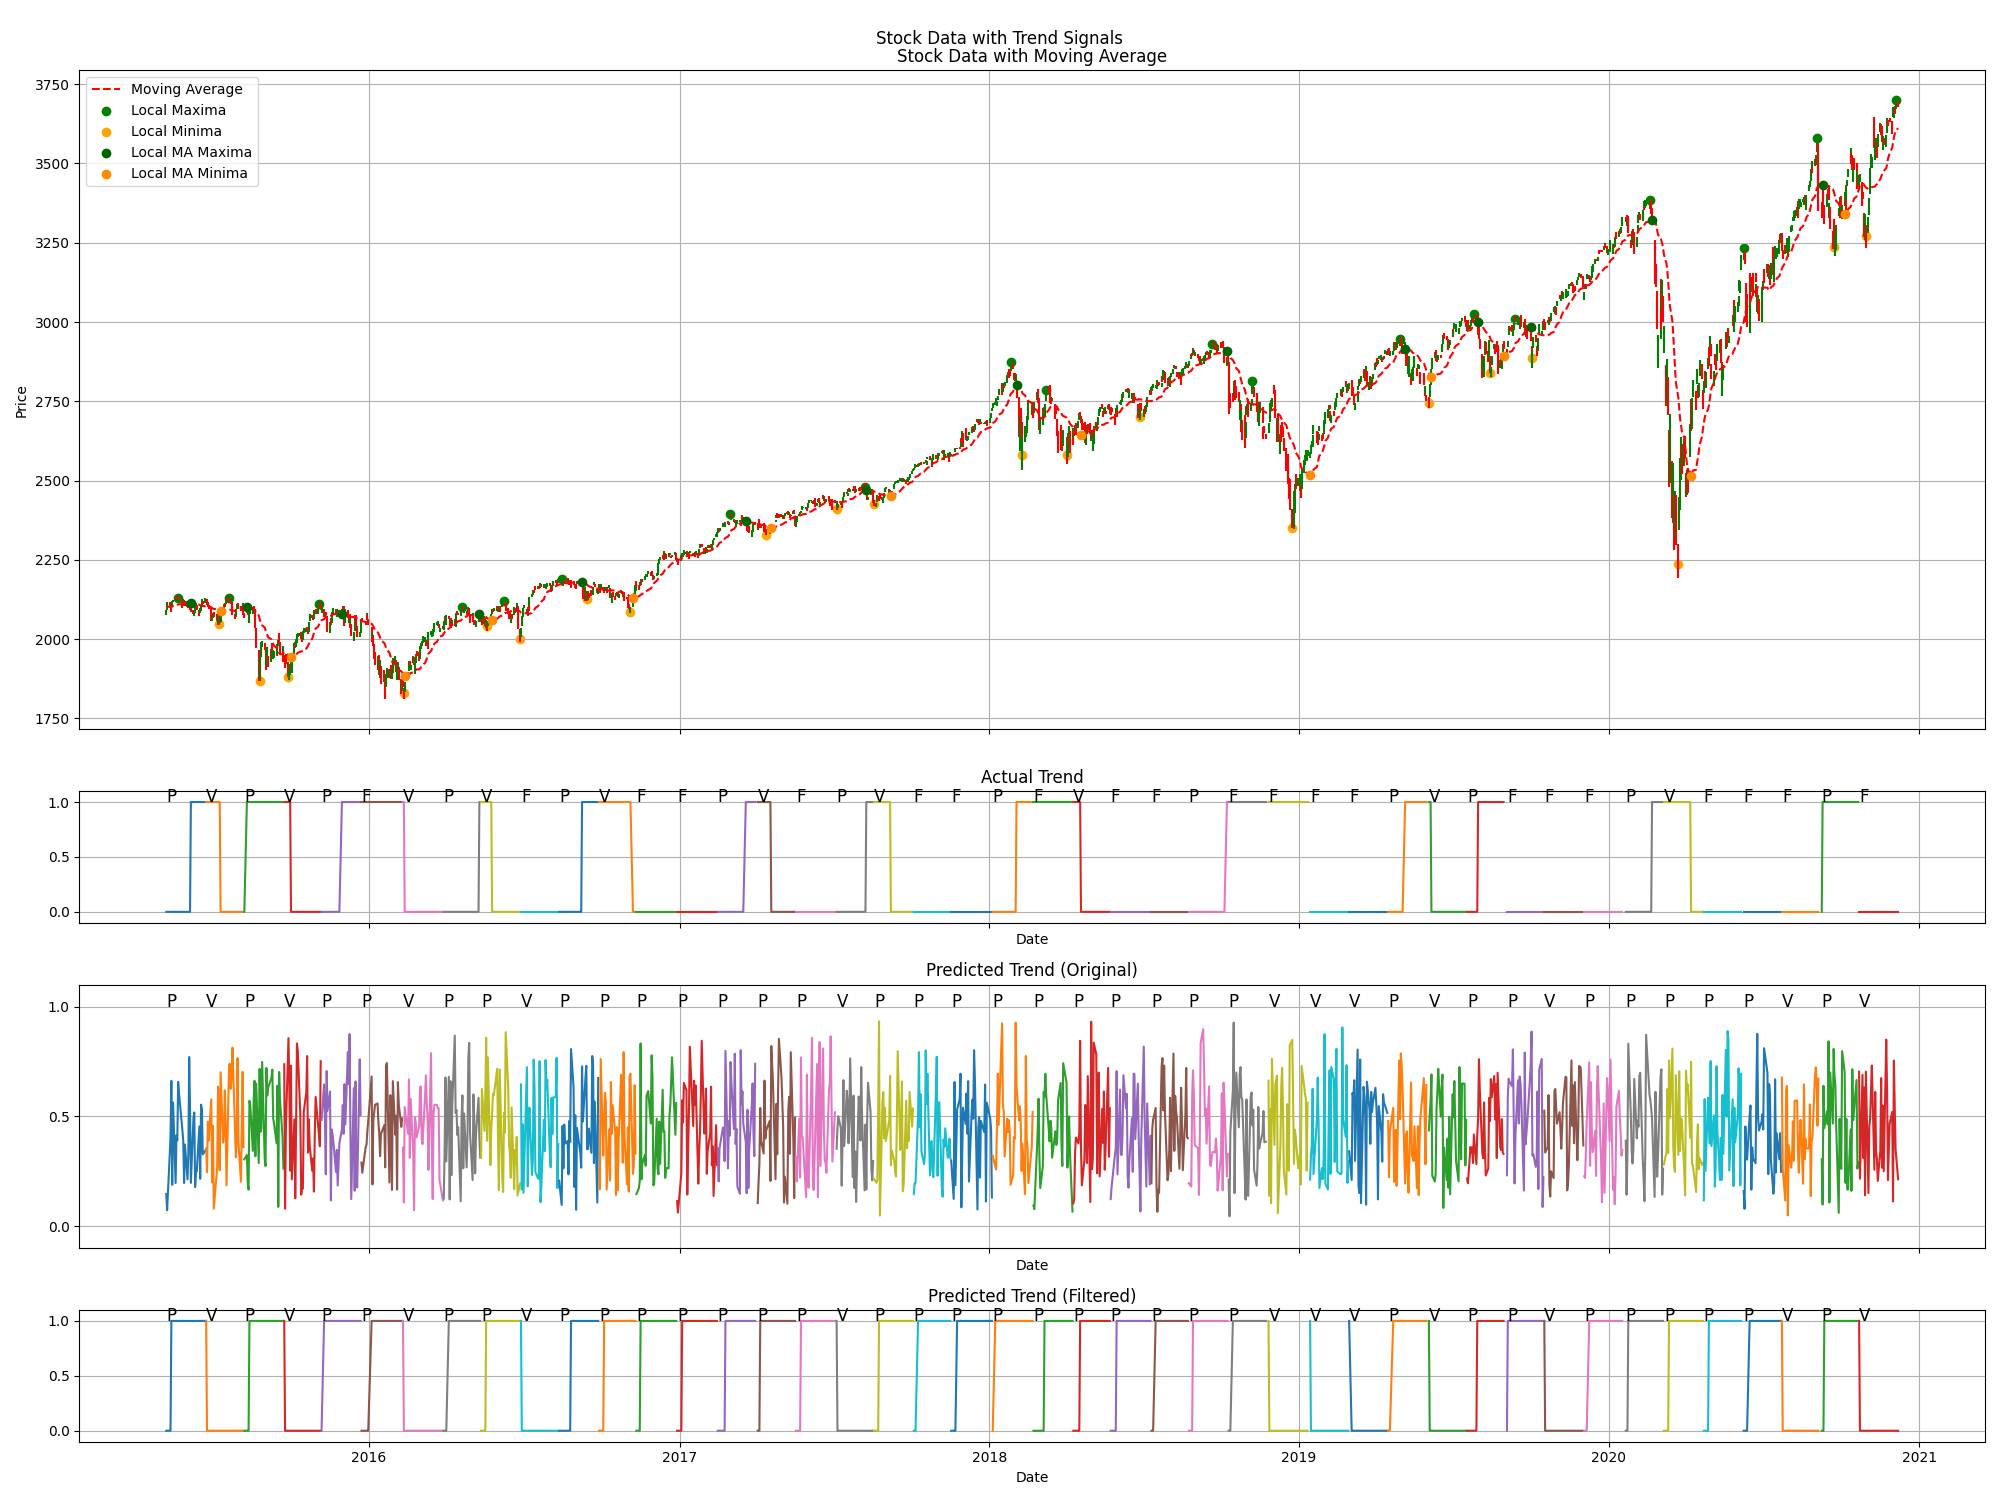 Stock Data with Trend Signals
Stock Data with Moving Average
3750
3500
3250
3000
2750
2500
2250
2000
1750
Price
Moving Average
Local Maxima
Local Minima
Local MA Maxima
Local MA Minima
Actual Trend
P V P V P F V P V F P V F F P V F P V F F P F V F F P F F F F P V P F F F P V F F F P F
1.0
0.5
0.0
Date
Predicted Trend (Original)
P V P V P P V P P V P P P P P P P V P P P P P P P P P P V V V P V P P V P P P P P V P V
1.0
0.5
0.0
Date
Predicted Trend (Filtered)
P V P V P P V P P V P P P P P P P V P P P P P P P P P P V V V P V P P V P P P P P V P V
1.0
0.5
0.0
2016 2017 2018 2019 2020 2021
Date